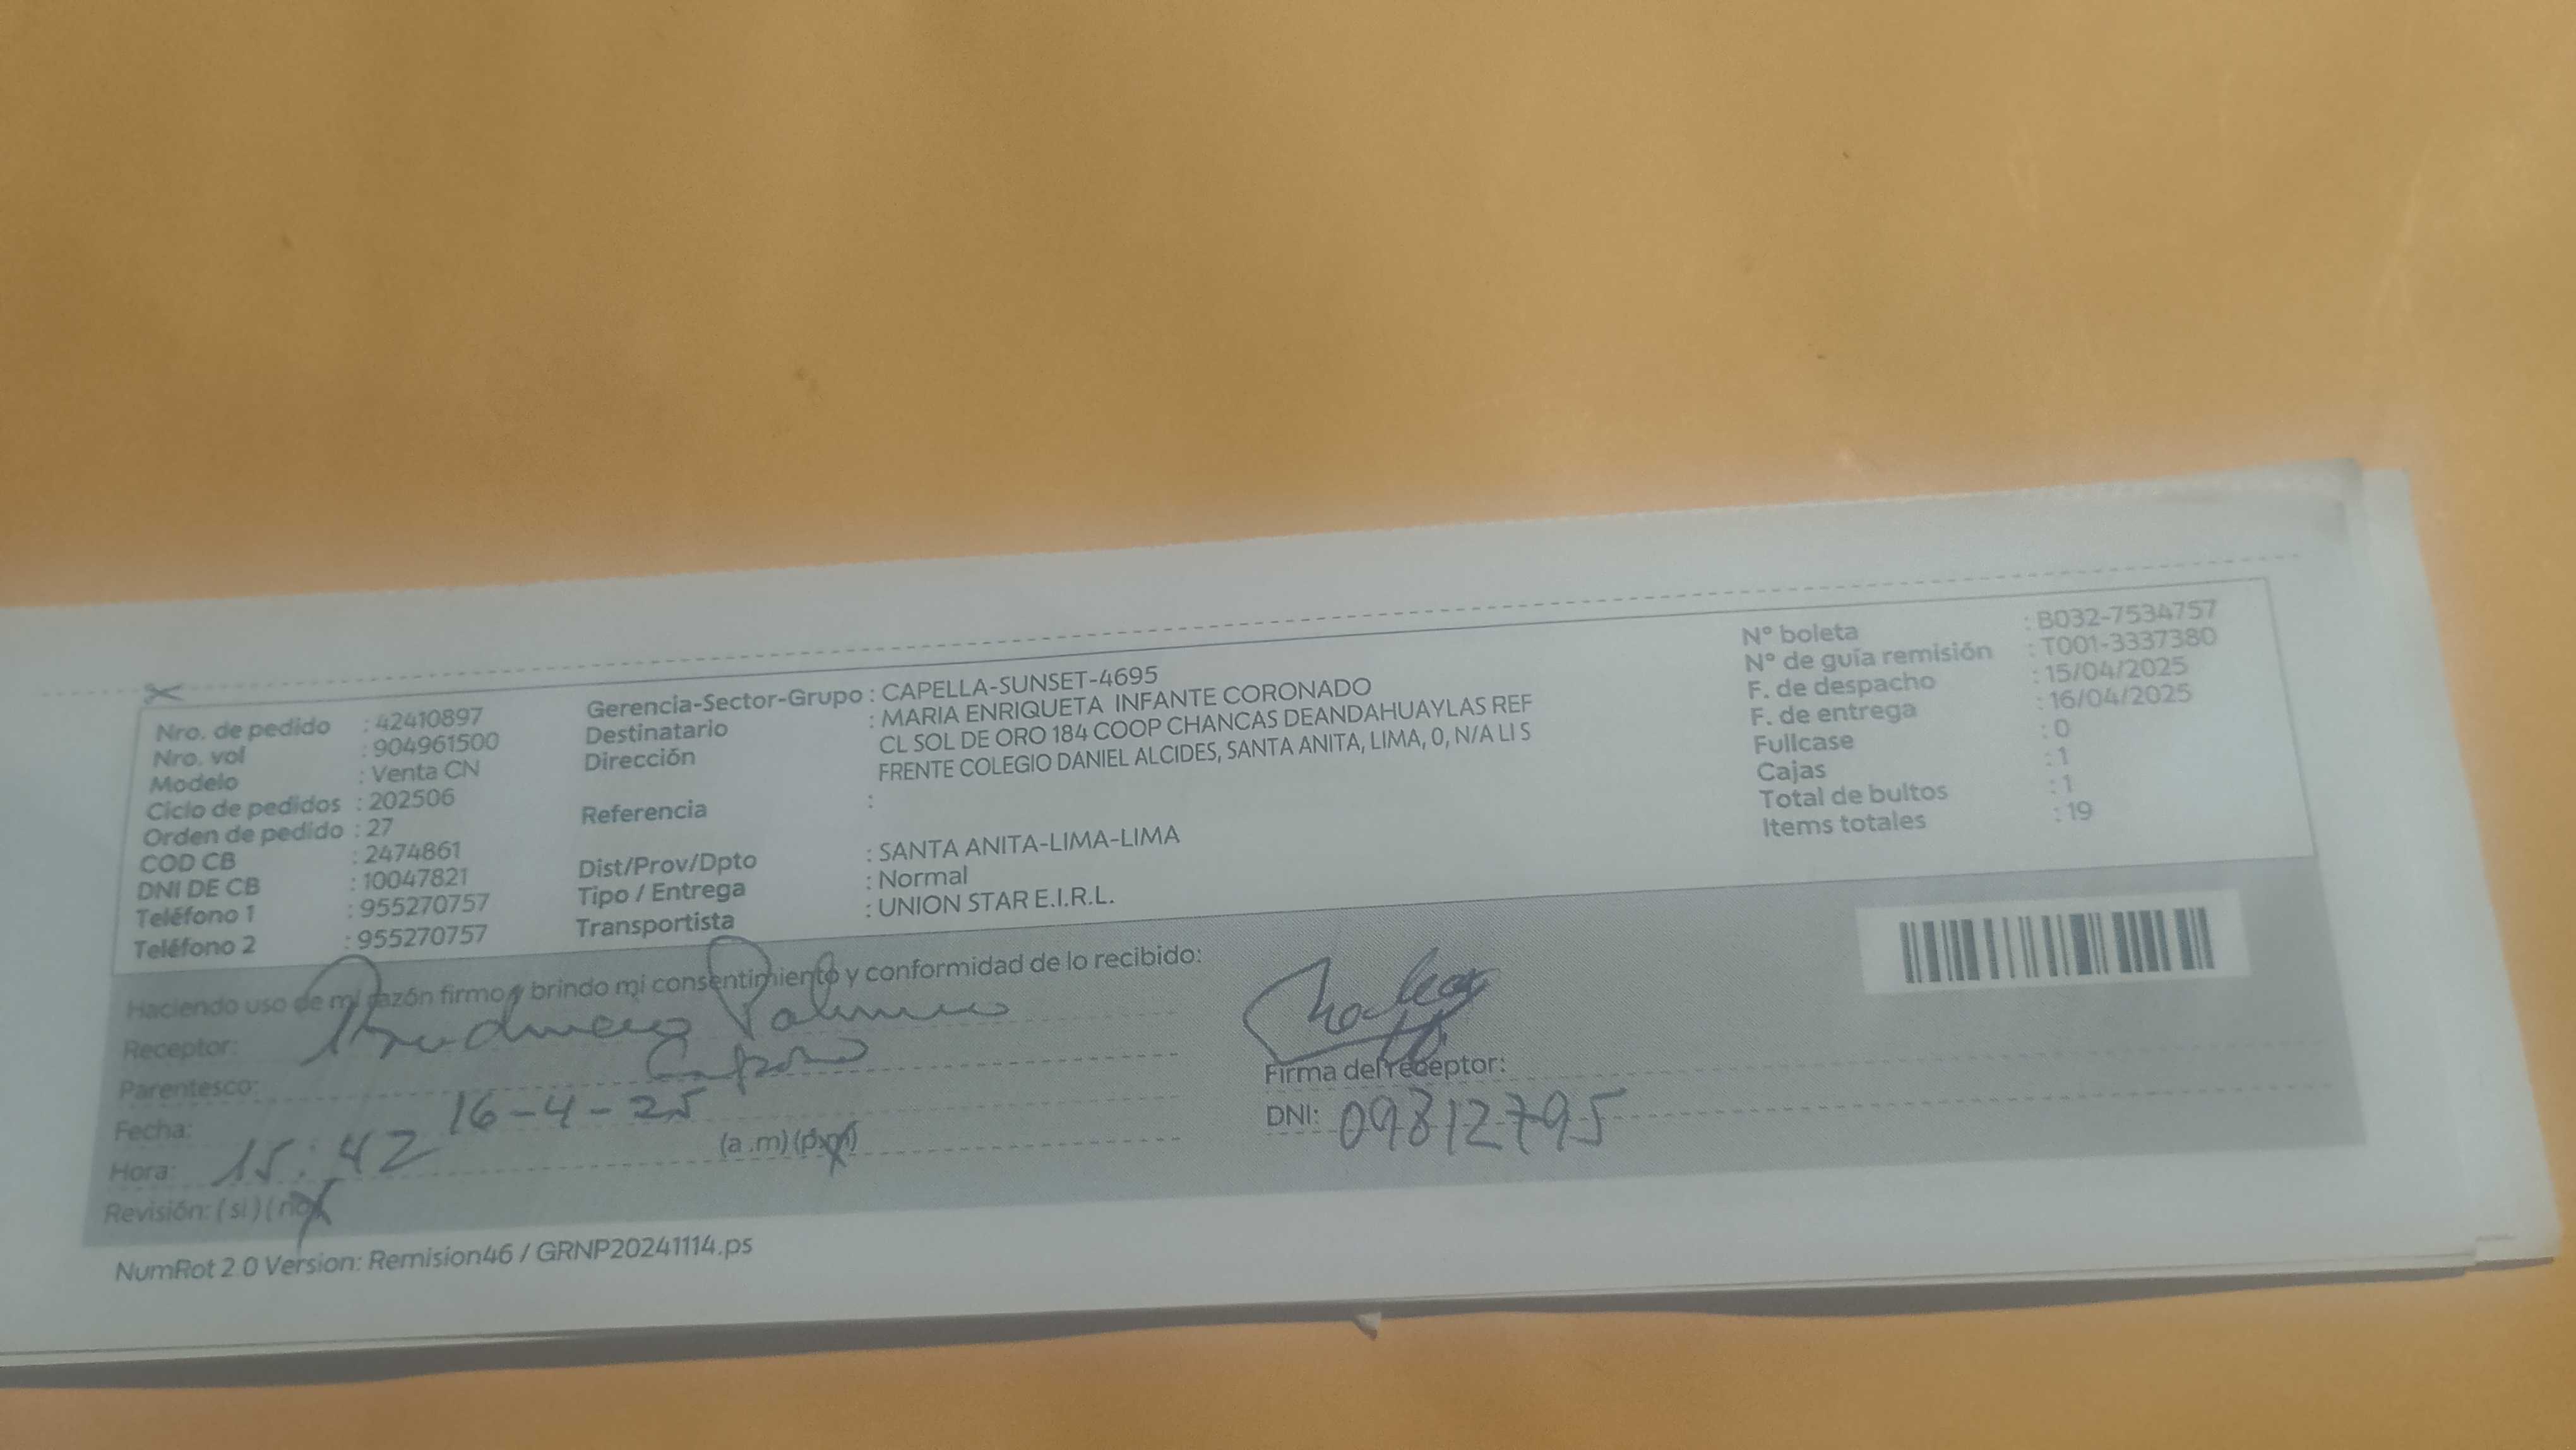 Nro. de pedido : 42410897
Nro. vol : 904961500
Modelo : Venta CN
Ciclo de pedidos : 202506
Orden de pedido : 27
COD CB : 2474861
DNI DE CB : 10047821
Teléfono 1 : 955270757
Teléfono 2 : 955270757
Gerencia-Sector-Grupo : CAPELLA-SUNSET-4695
Destinatario : MARIA ENRIQUETA INFANTE CORONADO
Dirección CL SOL DE ORO 184 COOP CHANCAS DEANDAHUAYLAS REF
FRENTE COLEGIO DANIEL ALCIDES, SANTA ANITA, LIMA, 0, N/A LI S
Referencia :
Dist/Prov/Dpto : SANTA ANITA-LIMA-LIMA
Tipo / Entrega : Normal
Transportista : UNION STAR E.I.R.L.
N° boleta : B032-7534757
N° de guía remisión : T001-3337380
F. de despacho : 15/04/2025
F. de entrega : 16/04/2025
Fullcase : 0
Cajas : 1
Total de bultos : 1
Items totales : 19
Haciendo uso de mi razón firmo y brindo mi consentimiento y conformidad de lo recibido:
Receptor: Palomino
Parentesco: Esposo
Fecha: 16-4-25
Hora: 15:42 (a.m) (p.m)
Revisión: (si) (no)
Firma del receptor:
DNI: 09812795
NumRot 2.0 Version: Remision46 / GRNP20241114.ps